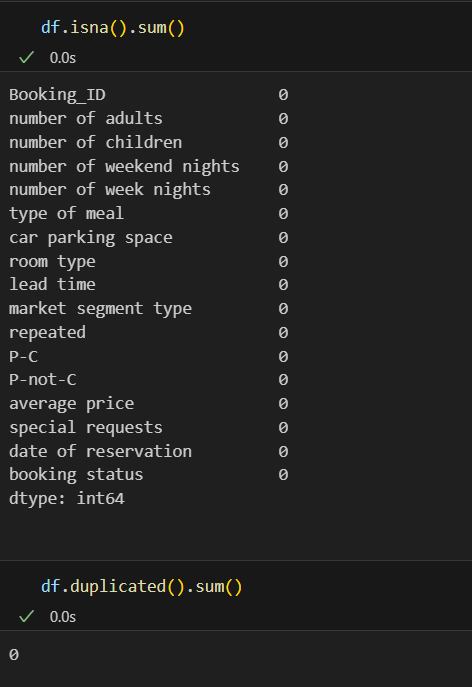 df.isna().sum()
0.0s
Booking_ID 0
number of adults 0
number of children 0
number of weekend nights 0
number of week nights 0
type of meal 0
car parking space 0
room type 0
lead time 0
market segment type 0
repeated 0
P-C 0
P-not-C 0
average price 0
special requests 0
date of reservation 0
booking status 0
dtype: int64
df.duplicated().sum()
0.0s
0